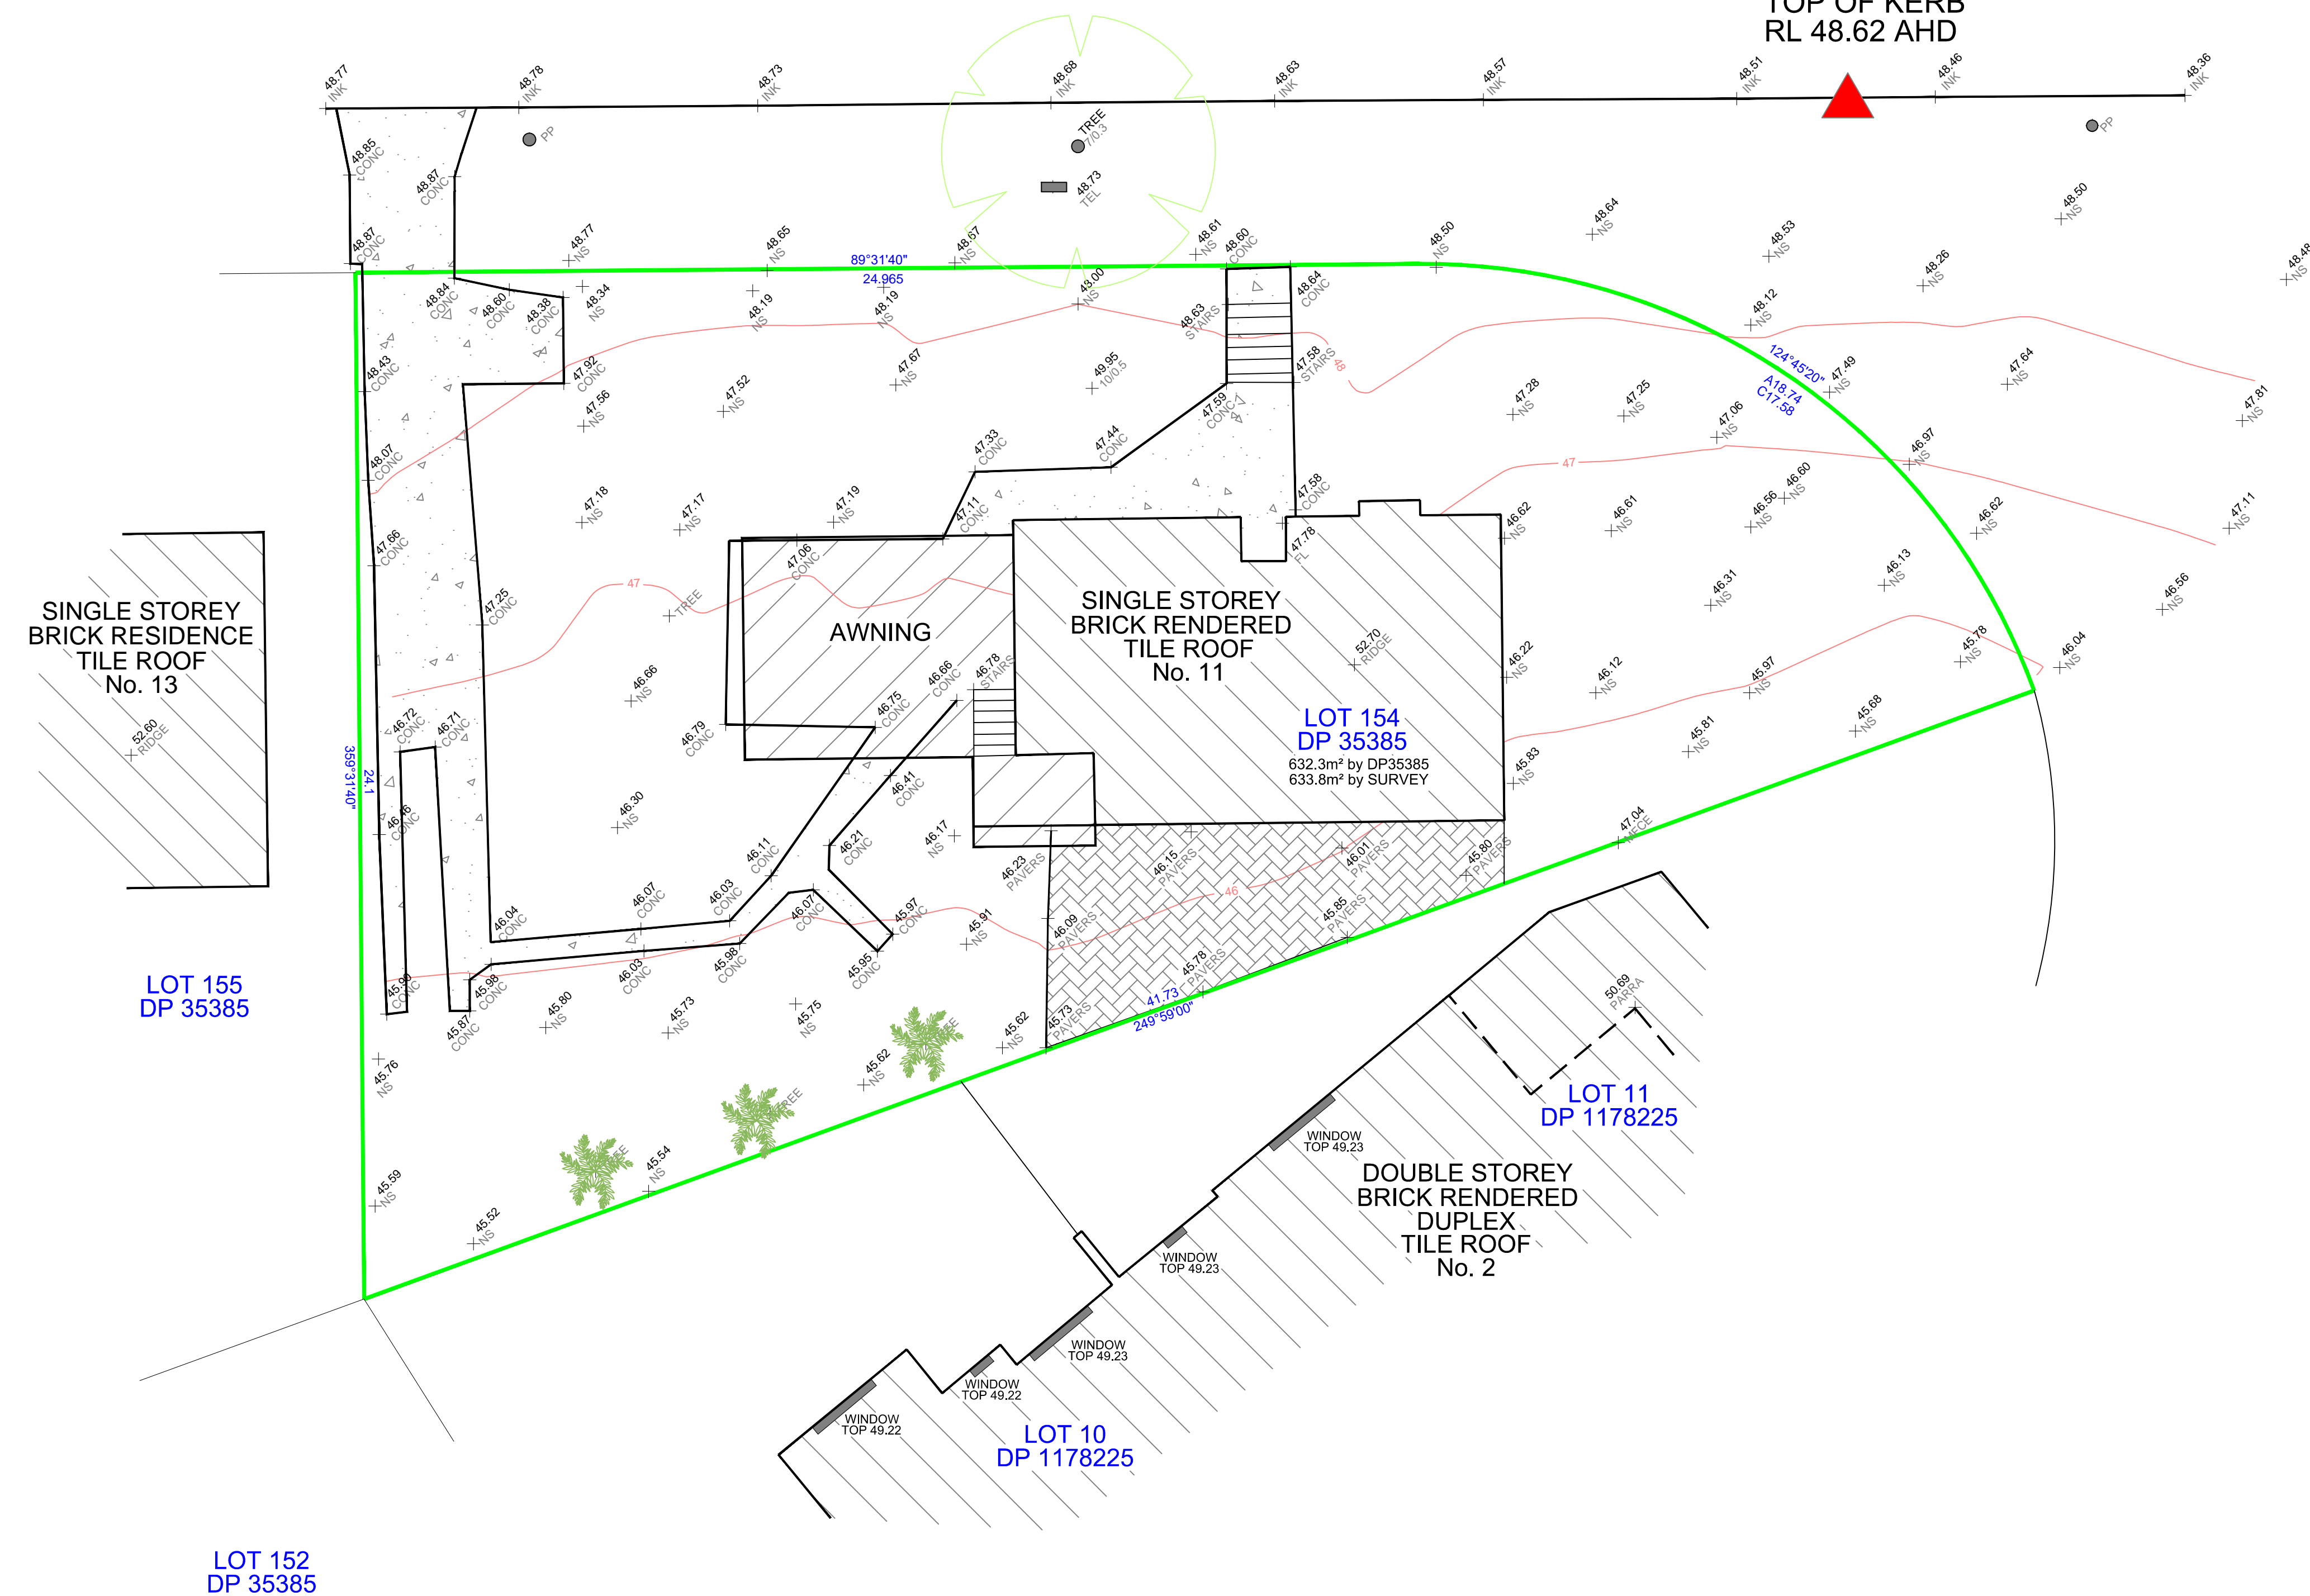 TOP OF KERB
RL 48.62 AHD
48.77
INK
48.78
INK
48.73
INK
48.68
INK
48.63
INK
48.57
INK
48.51
INK
48.46
INK
48.36
INK
PP
TREE
7/0.3
PP
48.85
CONC
48.87
CONC
48.73
TEL
48.87
CONC
48.77
NS
48.65
NS
48.67
NS
48.61
NS
48.60
CONC
48.50
NS
48.64
NS
48.53
NS
48.50
NS
48.26
NS
48.48
NS
89°31'40"
24.965
48.84
CONC
48.60
CONC
48.38
CONC
48.34
NS
48.19
NS
48.19
NS
48.00
NS
48.63
STAIRS
48.64
CONC
48.12
NS
48.43
CONC
47.92
CONC
47.56
NS
47.52
NS
47.67
NS
49.95
10/0.5
47.58
STAIRS
48
47.59
CONC
47.28
NS
47.25
NS
47.06
NS
124°45'20"
A18.74
C17.58
47.49
NS
47.64
NS
47.81
NS
48.07
CONC
47.33
CONC
47.44
CONC
47
46.97
NS
47.18
NS
47.17
NS
47.19
NS
47.11
CONC
47.58
CONC
46.62
NS
46.61
NS
46.56
NS
46.60
NS
46.62
NS
47.11
NS
47.66
CONC
47.06
CONC
47.78
FL
46.31
NS
46.13
NS
46.56
NS
47
TREE
47.25
CONC
SINGLE STOREY
BRICK RESIDENCE
TILE ROOF
No. 13
52.60
RIDGE
AWNING
SINGLE STOREY
BRICK RENDERED
TILE ROOF
No. 11
52.70
RIDGE
46.22
NS
46.12
NS
45.97
NS
45.78
NS
46.04
NS
46.66
NS
46.66
CONC
46.78
STAIRS
46.75
CONC
46.79
CONC
46.72
CONC
46.71
CONC
LOT 154
DP 35385
632.3m² by DP35385
633.8m² by SURVEY
45.83
NS
45.81
NS
45.68
NS
359°31'40"
24.1
46.46
CONC
46.30
NS
46.41
CONC
46.11
CONC
46.21
CONC
46.17
NS
46.23
PAVERS
46.15
PAVERS
46.01
PAVERS
45.80
PAVERS
47.04
46
46.04
CONC
46.07
CONC
46.03
CONC
46.07
CONC
45.97
CONC
45.91
NS
46.09
PAVERS
45.85
PAVERS
LOT 155
DP 35385
45.90
CONC
45.98
CONC
45.87
CONC
46.03
CONC
45.98
CONC
45.95
CONC
45.78
PAVERS
45.80
NS
45.73
NS
45.75
NS
45.62
NS
45.73
PAVERS
41.73
249°59'00"
50.69
PARRA
45.76
NS
45.62
NS
TREE
LOT 11
DP 1178225
45.59
NS
45.54
NS
45.52
NS
WINDOW
TOP 49.23
DOUBLE STOREY
BRICK RENDERED
DUPLEX
TILE ROOF
No. 2
WINDOW
TOP 49.23
WINDOW
TOP 49.23
WINDOW
TOP 49.22
WINDOW
TOP 49.22
LOT 10
DP 1178225
LOT 152
DP 35385